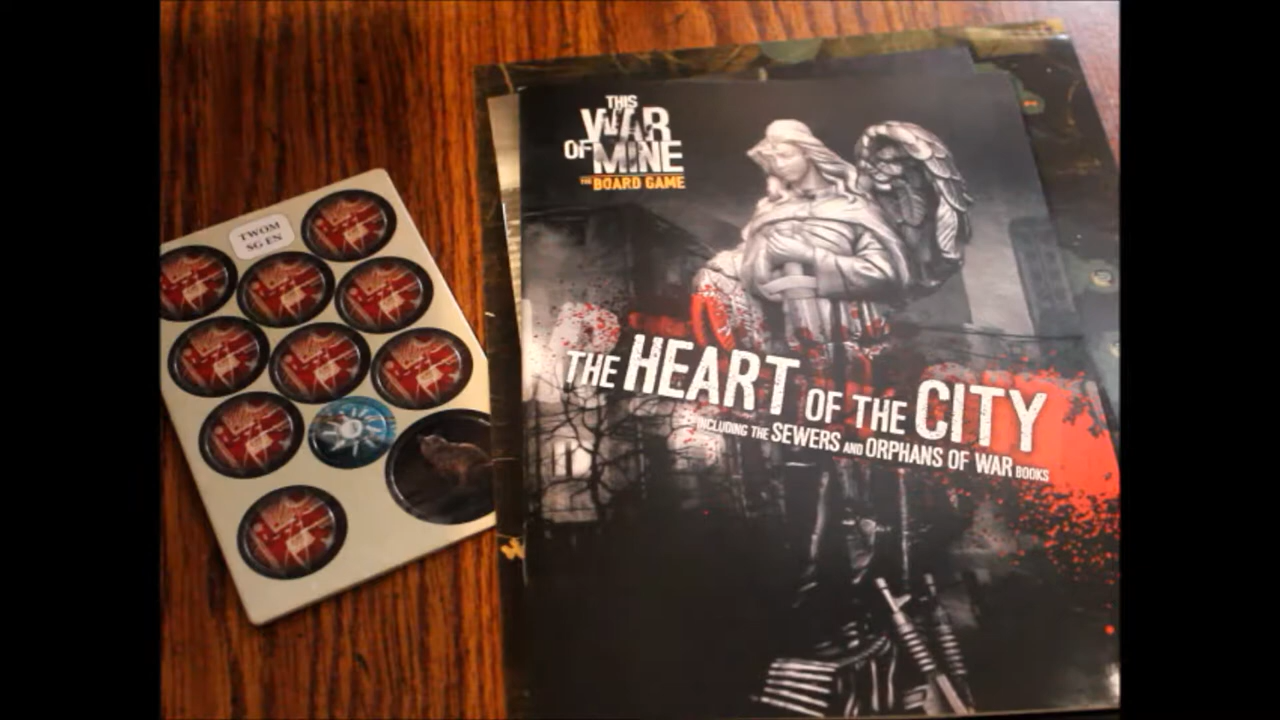 TWOM
SG EN
THIS
WAR
OF MINE
THE BOARD GAME
THE HEART OF THE CITY
INCLUDING THE SEWERS AND ORPHANS OF WAR BOOKS